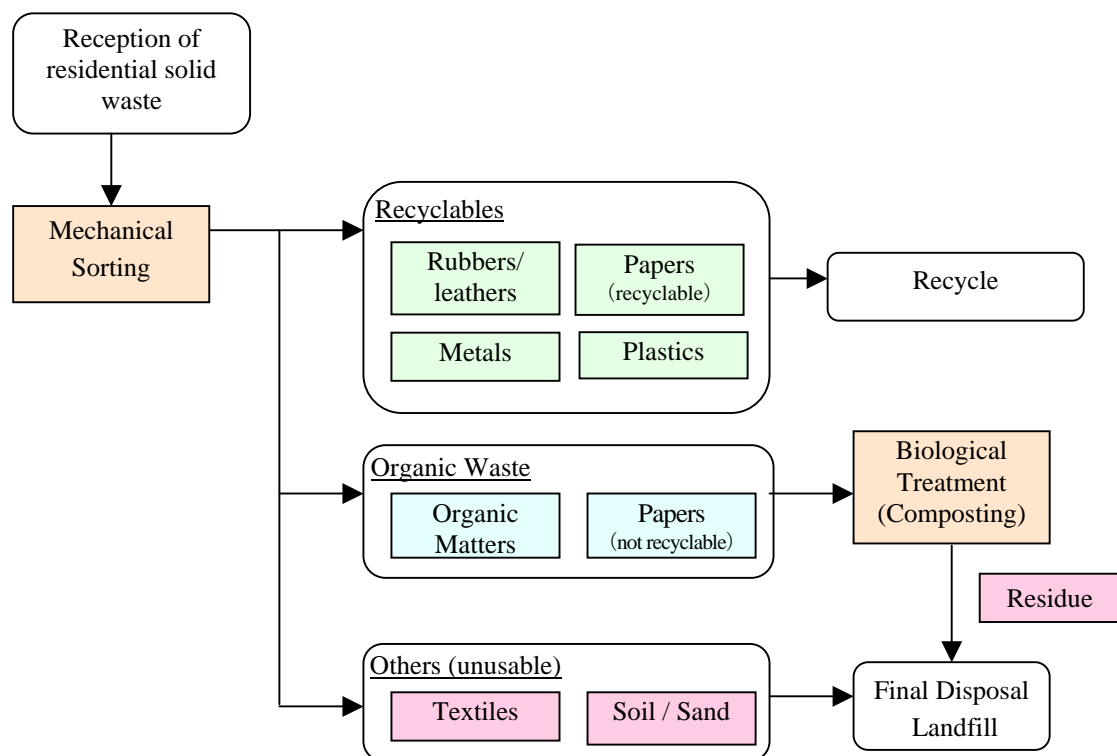 Reception of
residential solid
waste
Mechanical
Sorting
Recyclables
Rubbers/
leathers
Papers
（recyclable）
Metals
Plastics
Recycle
Organic Waste
Organic
Matters
Papers
（not recyclable）
Biological
Treatment
(Composting)
Residue
Others (unusable)
Textiles
Soil / Sand
Final Disposal
Landfill